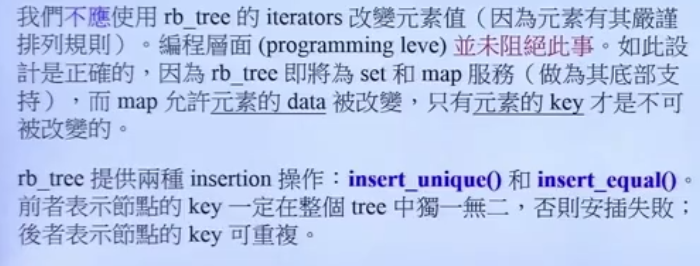 我們不應使用 rb_tree 的 iterators 改變元素值（因為元素有其嚴謹
排列規則）。編程層面 (programming leve) 並未阻絕此事。如此設
計是正確的，因為 rb_tree 即將為 set 和 map 服務（做為其底部支
持），而 map 允許元素的 data 被改變，只有元素的 key 才是不可
被改變的。
rb_tree 提供兩種 insertion 操作：insert_unique() 和 insert_equal()。
前者表示節點的 key 一定在整個 tree 中獨一無二，否則安插失敗；
後者表示節點的 key 可重複。